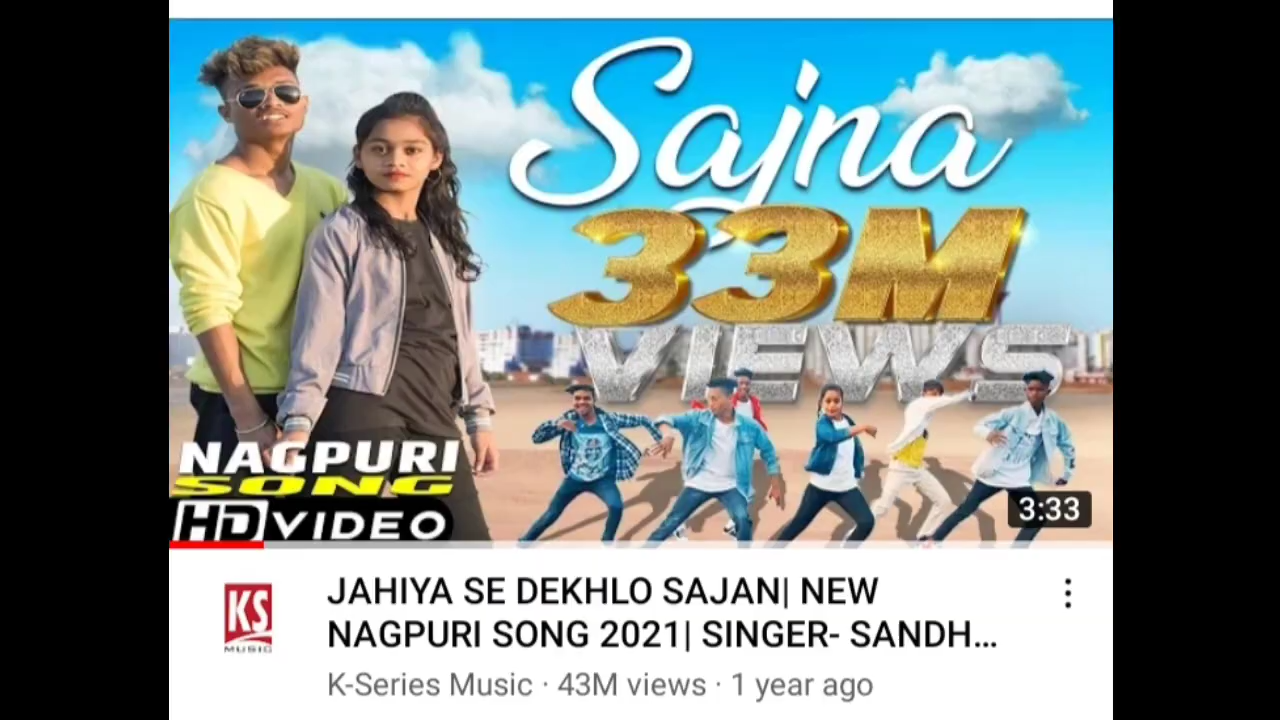 Sajna
33M
VIEWS
NAGPURI
SONG
HD VIDEO
3:33
KS
MUSIC
JAHIYA SE DEKHLO SAJAN| NEW
NAGPURI SONG 2021| SINGER- SANDH...
K-Series Music · 43M views · 1 year ago